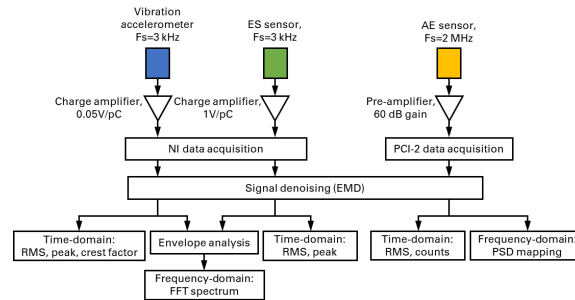 Vibration
accelerometer
Fs=3 kHz
ES sensor,
Fs=3 kHz
AE sensor,
Fs=2 MHz
Charge amplifier,
0.05V/pC
Charge amplifier,
1V/pC
Pre-amplifier,
60 dB gain
NI data acquisition
PCI-2 data acquisition
Signal denoising (EMD)
Time-domain:
RMS, peak, crest factor
Envelope analysis
Time-domain:
RMS, peak
Time-domain:
RMS, counts
Frequency-domain:
PSD mapping
Frequency-domain:
FFT spectrum